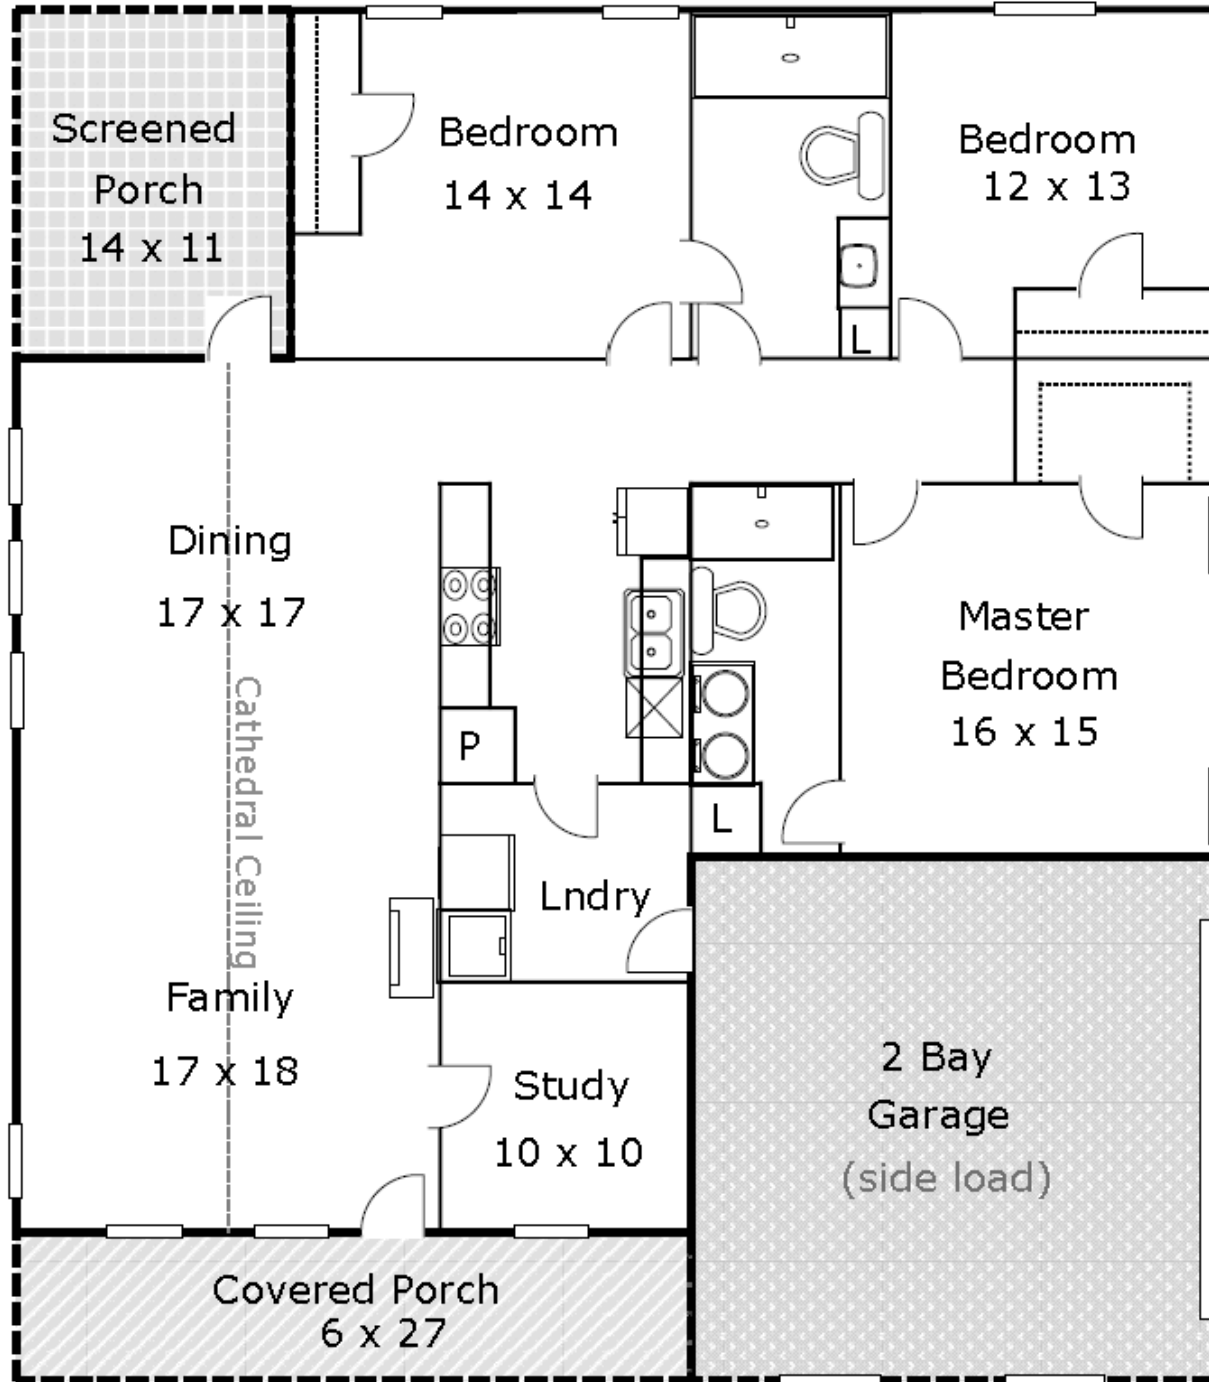 Screened
Porch
14 x 11
Bedroom
14 x 14
Bedroom
12 x 13
L
Dining
17 x 17
Cathedral Ceiling
P
Master
Bedroom
16 x 15
L
Lndry
Family
17 x 18
Study
10 x 10
2 Bay
Garage
(side load)
Covered Porch
6 x 27